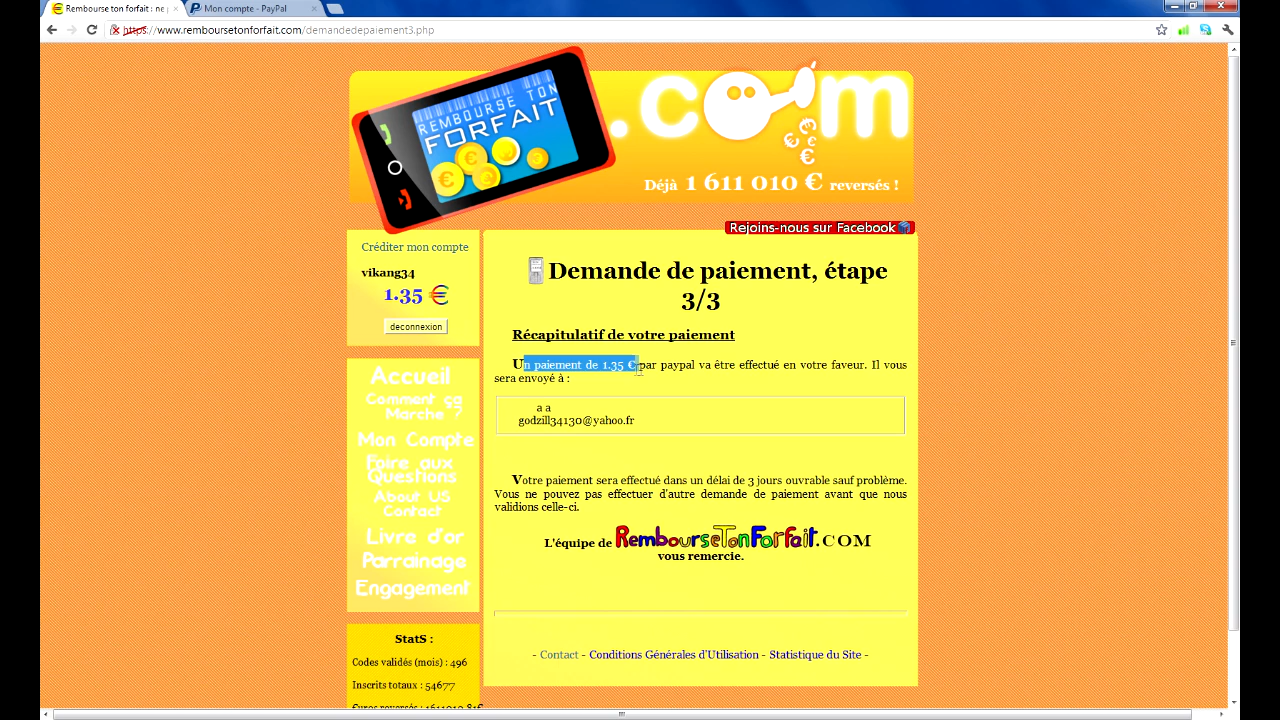 Rembourse ton forfait : ne p
Mon compte - PayPal
https://www.remboursetonforfait.com/demandedepaiement3.php
REMBOURSE TON
FORFAIT
.com
Déjà 1 611 010 € reversés !
Rejoins-nous sur Facebook
Créditer mon compte
vikang34
1.35 €
deconnexion
Accueil
Comment ça
Marche ?
Mon Compte
Foire aux
Questions
About US
Contact
Livre d'or
Parrainage
Engagement
StatS :
Codes validés (mois) : 496
Inscrits totaux : 54677
€uros reversés : 1611010.81€
Demande de paiement, étape
3/3
Récapitulatif de votre paiement
Un paiement de 1.35 € par paypal va être effectué en votre faveur. Il vous
sera envoyé à :
a a
godzill34130@yahoo.fr
Votre paiement sera effectué dans un délai de 3 jours ouvrable sauf problème.
Vous ne pouvez pas effectuer d'autre demande de paiement avant que nous
validions celle-ci.
L'équipe de RembourseTonForfait.COM
vous remercie.
- Contact - Conditions Générales d'Utilisation - Statistique du Site -